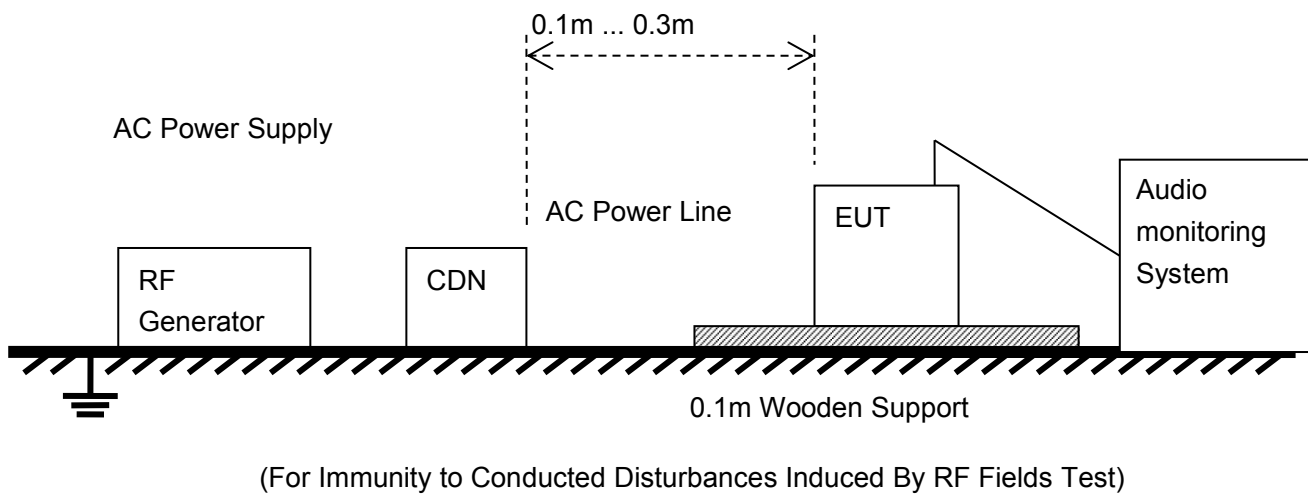 0.1m ... 0.3m
AC Power Supply
AC Power Line
EUT
Audio
monitoring
System
RF
Generator
CDN
0.1m Wooden Support
(For Immunity to Conducted Disturbances Induced By RF Fields Test)